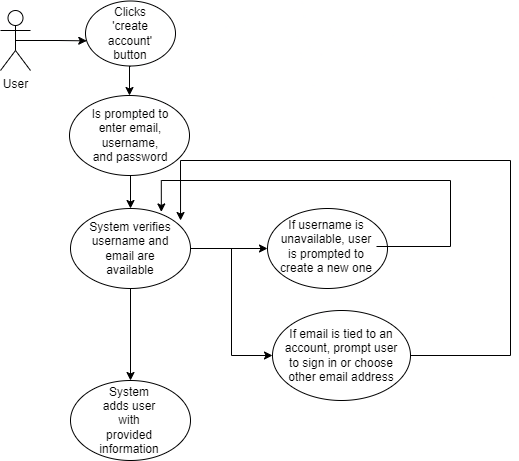 Clicks
'create
account'
button
User
Is prompted to
enter email,
username,
and password
System verifies
username and
email are
available
If username is
unavailable, user
is prompted to
create a new one
If email is tied to an
account, prompt user
to sign in or choose
other email address
System
adds user
with
provided
information